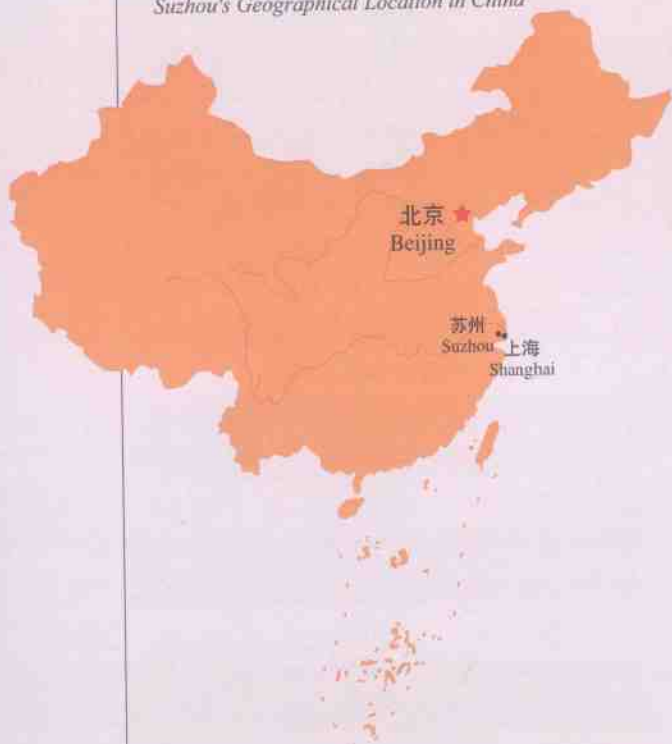 Suzhou's Geographical Location in China
北京
Beijing
苏州
Suzhou
上海
Shanghai